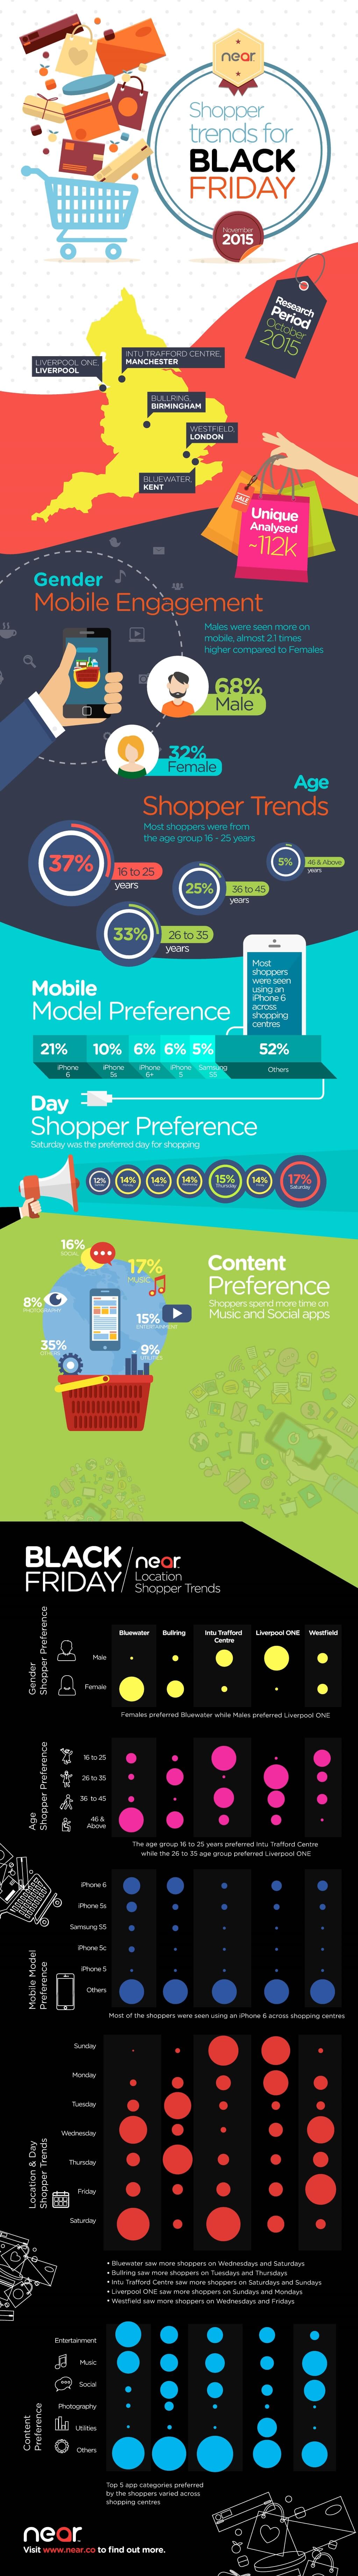 near
Shopper
trends for
BLACK
FRIDAY
November
2015
Research
Period
October
2015
INTU TRAFFORD CENTRE,
MANCHESTER
LIVERPOOL ONE,
LIVERPOOL
BULLRING,
BIRMINGHAM
WESTFIELD,
LONDON
BLUEWATER,
KENT
SALE
Unique
Analysed
~112k
Gender
Mobile Engagement
Males were seen more on
mobile, almost 2.1 times
higher compared to Females
68%
Male
32%
Female
Age
Shopper Trends
Most shoppers were from
the age group 16 - 25 years
37%
16 to 25
years
5%
46 & Above
years
25%
36 to 45
years
33%
26 to 35
years
Most
shoppers
were seen
using an
iPhone 6
across
shopping
centres
Mobile
Model Preference
21% 10% 6% 6% 5% 52%
iPhone
6
iPhone
5s
iPhone
6+
iPhone
5
Samsung
S5
Others
Day
Shopper Preference
Saturday was the preferred day for shopping
12% 14% 14% 14% 15% 14% 17%
Thursday
Saturday
16%
SOCIAL
17%
MUSIC
8%
PHOTOGRAPHY
15%
ENTERTAINMENT
35%
OTHERS
9%
UTILITIES
Content
Preference
Shoppers spend more time on
Music and Social apps
BLACK
FRIDAY
near
Location
Shopper Trends
Gender
Shopper Preference
Bluewater Bullring Intu Trafford Centre Liverpool ONE Westfield
Male
Female
Females preferred Bluewater while Males preferred Liverpool ONE
Age
Shopper Preference
16 to 25
26 to 35
36 to 45
46 &
Above
The age group 16 to 25 years preferred Intu Trafford Centre
while the 26 to 35 age group preferred Liverpool ONE
Mobile Model
Preference
iPhone 6
iPhone 5s
Samsung S5
iPhone 5c
iPhone 5
Others
Most of the shoppers were seen using an iPhone 6 across shopping centres
Location & Day
Shopper Trends
Sunday
Monday
Tuesday
Wednesday
Thursday
Friday
Saturday
• Bluewater saw more shoppers on Wednesdays and Saturdays
• Bullring saw more shoppers on Tuesdays and Thursdays
• Intu Trafford Centre saw more shoppers on Saturdays and Sundays
• Liverpool ONE saw more shoppers on Sundays and Mondays
• Westfield saw more shoppers on Wednesdays and Fridays
Content
Preference
Entertainment
Music
Social
Photography
Utilities
Others
Top 5 app categories preferred
by the shoppers varied across
shopping centres
near
Visit www.near.co to find out more.